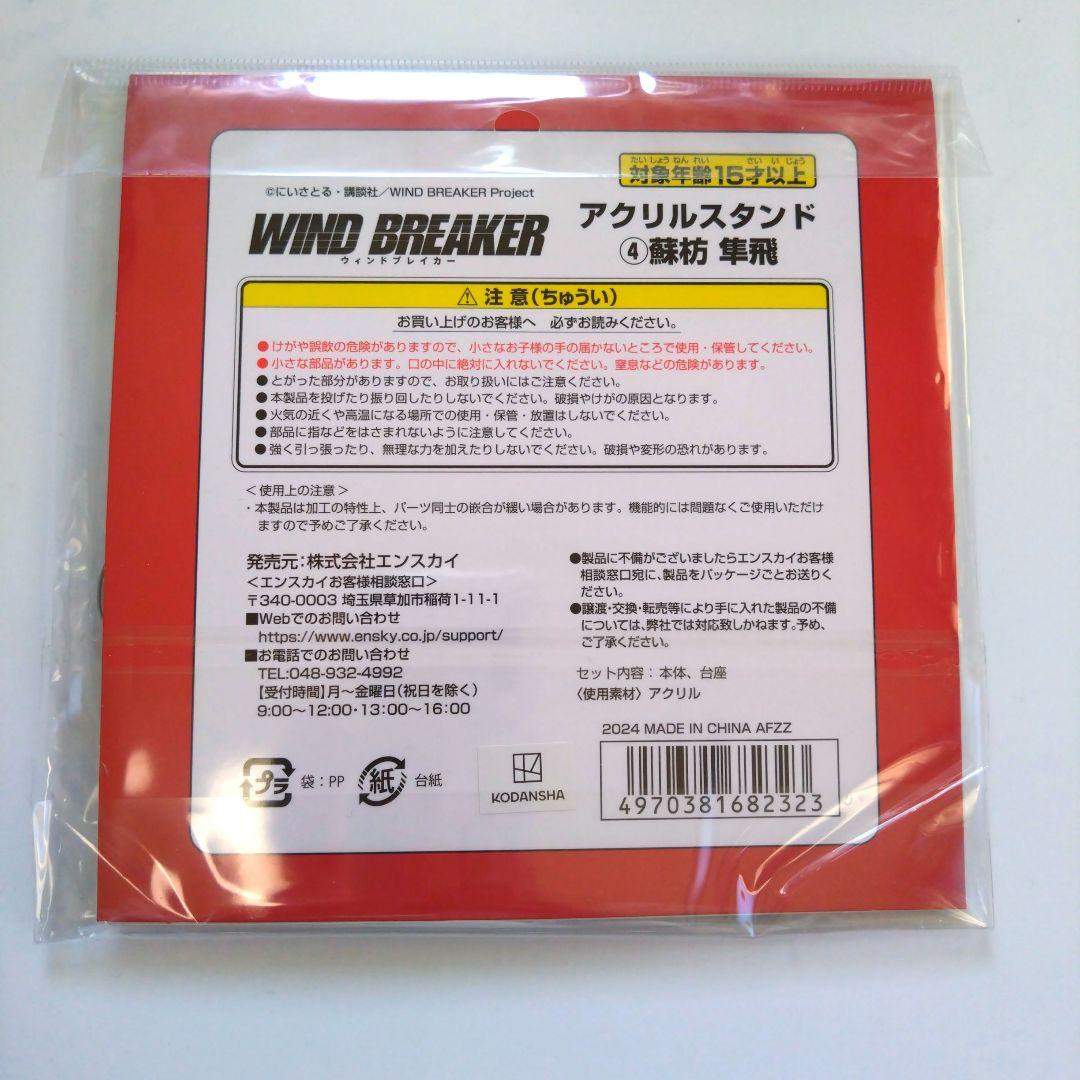 たいしょうねんれい さいいじょう
対象年齢15才以上
©にいさとる・講談社／WIND BREAKER Project
WIND BREAKER
ウィンドブレイカー
アクリルスタンド
④蘇枋 隼飛
⚠ 注意（ちゅうい）
お買い上げのお客様へ 必ずお読みください。
●けがや誤飲の危険がありますので、小さなお子様の手の届かないところで使用・保管してください。
●小さな部品があります。口の中に絶対に入れないでください。窒息などの危険があります。
●とがった部分がありますので、お取り扱いにはご注意ください。
●本製品を投げたり振り回したりしないでください。破損やけがの原因となります。
●火気の近くや高温になる場所での使用・保管・放置はしないでください。
●部品に指などをはさまれないように注意してください。
●強く引っ張ったり、無理な力を加えたりしないでください。破損や変形の恐れがあります。
＜使用上の注意＞
・本製品は加工の特性上、パーツ同士の嵌合が緩い場合があります。機能的には問題なくご使用いただけ
ますので予めご了承ください。
発売元：株式会社エンスカイ
＜エンスカイお客様相談窓口＞
〒340-0003 埼玉県草加市稲荷1-11-1
■Webでのお問い合わせ
https://www.ensky.co.jp/support/
■お電話でのお問い合わせ
TEL:048-932-4992
【受付時間】月～金曜日（祝日を除く）
9:00～12:00・13:00～16:00
●製品に不備がございましたらエンスカイお客様
相談窓口宛に、製品をパッケージごとお送りく
ださい。
●譲渡・交換・転売等により手に入れた製品の不備
については、弊社では対応致しかねます。予め、
ご了承ください。
セット内容：本体、台座
〈使用素材〉アクリル
2024 MADE IN CHINA AFZZ
プラ 袋：PP
紙 台紙
KODANSHA
4970381682323